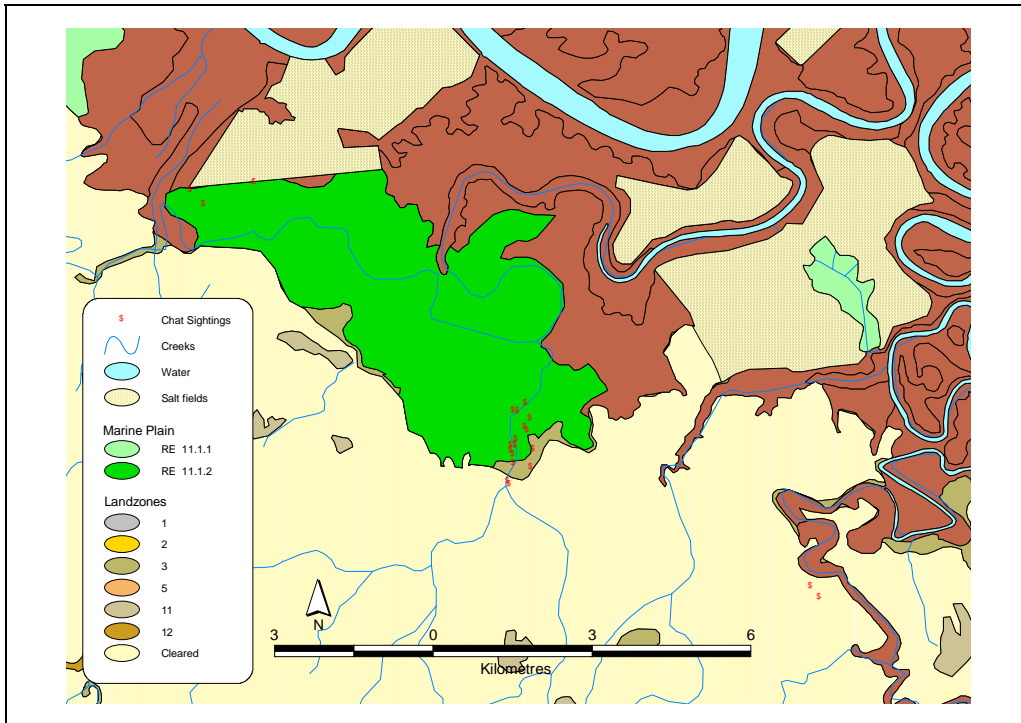 $ Chat Sightings
Creeks
Water
Salt fields
Marine Plain
RE 11.1.1
RE 11.1.2
Landzones
1
2
3
5
11
12
Cleared
N
3 0 3 6
Kilometres